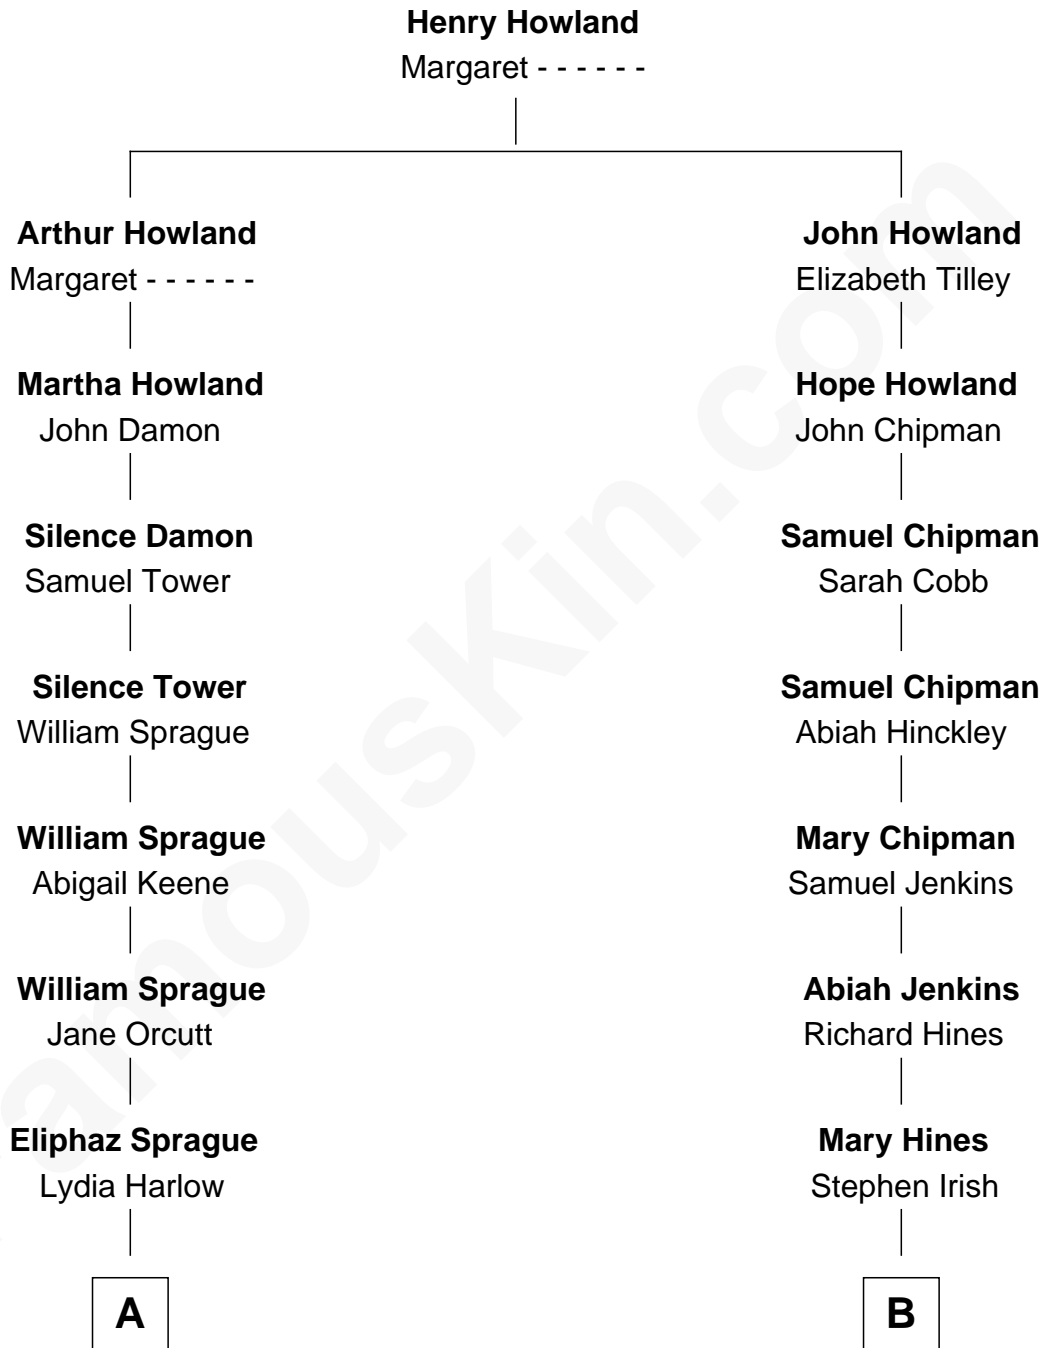 Henry Howland
Margaret - - - - - -
Arthur Howland
Margaret - - - - - -
John Howland
Elizabeth Tilley
Martha Howland
John Damon
Hope Howland
John Chipman
Silence Damon
Samuel Tower
Samuel Chipman
Sarah Cobb
Silence Tower
William Sprague
Samuel Chipman
Abiah Hinckley
William Sprague
Abigail Keene
Mary Chipman
Samuel Jenkins
William Sprague
Jane Orcutt
Abiah Jenkins
Richard Hines
Eliphaz Sprague
Lydia Harlow
Mary Hines
Stephen Irish
A
B
amouskin.com